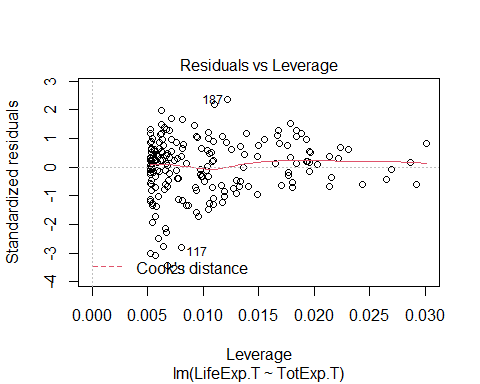 Residuals vs Leverage
Standardized residuals
3
2
1
0
-1
-2
-3
-4
187
117
Cook's distance
0.000 0.005 0.010 0.015 0.020 0.025 0.030
Leverage
lm(LifeExp.T ~ TotExp.T)